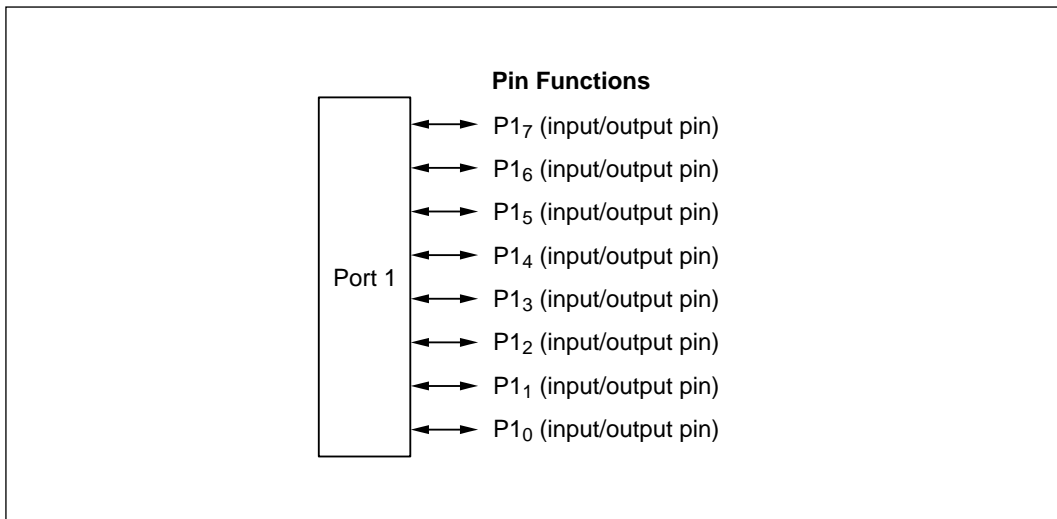 Pin Functions
P1₇ (input/output pin)
P1₆ (input/output pin)
P1₅ (input/output pin)
P1₄ (input/output pin)
Port 1
P1₃ (input/output pin)
P1₂ (input/output pin)
P1₁ (input/output pin)
P1₀ (input/output pin)